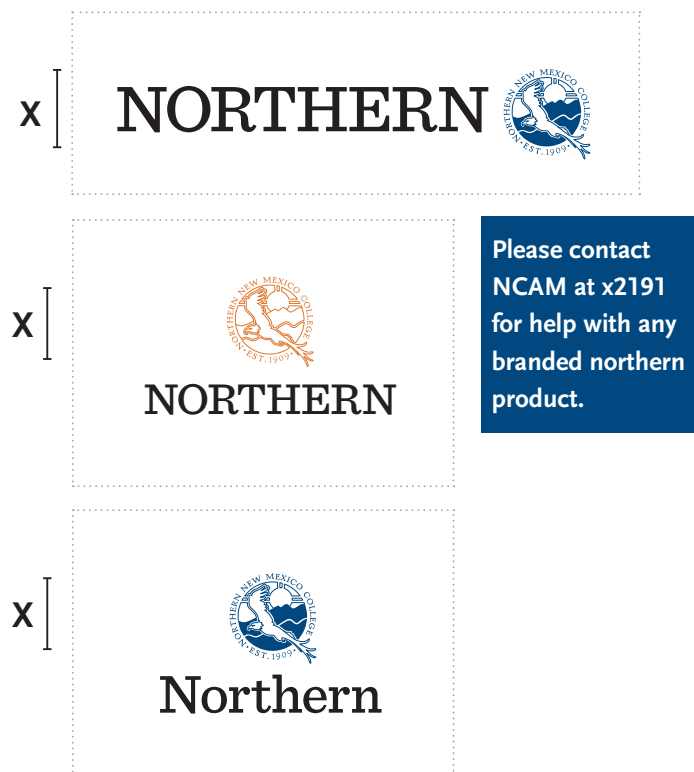 X
NORTHERN
NORTHERN NEW MEXICO COLLEGE
• EST. 1909 •
Please contact
NCAM at x2191
for help with any
branded northern
product.
X
NORTHERN NEW MEXICO COLLEGE
• EST. 1909 •
NORTHERN
X
NORTHERN NEW MEXICO COLLEGE
• EST. 1909 •
Northern